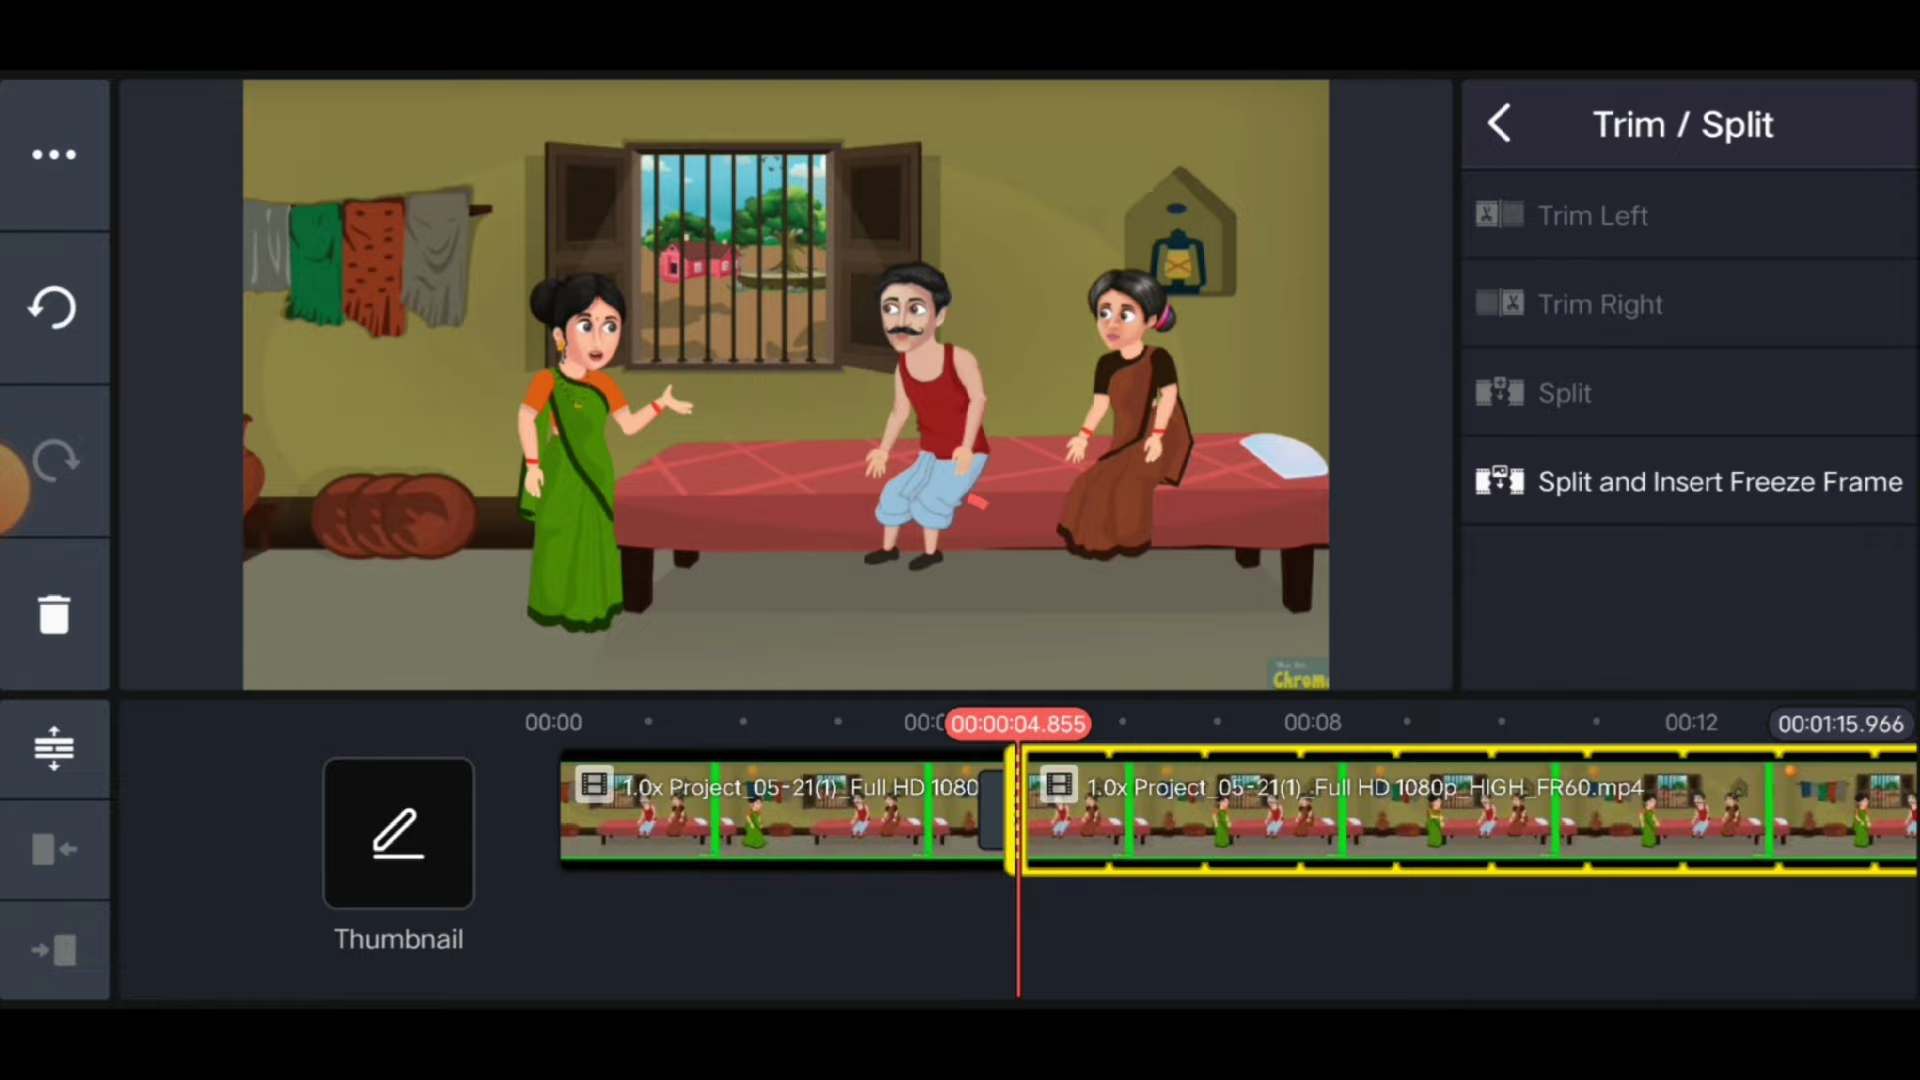 Trim / Split
Trim Left
Trim Right
Split
Split and Insert Freeze Frame
00:00
00:00:04.855
00:08
00:12
00:01:15.966
1.0x Project_05-21(1)_Full HD 1080
1.0x Project_05-21(1)_Full HD 1080p_HIGH_FR60.mp4
Thumbnail